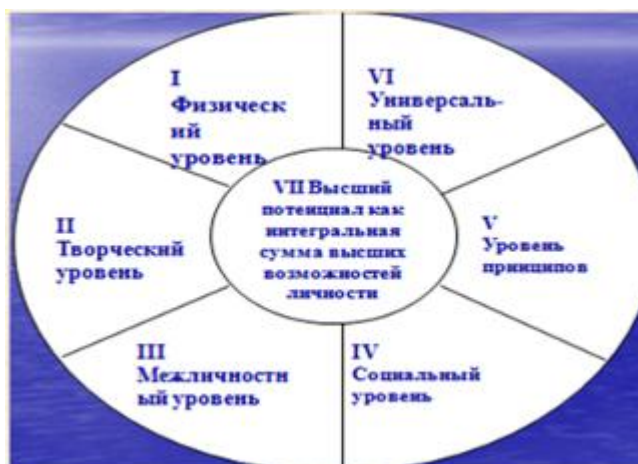 I
Физическ
ий
уровень
VI
Универсаль-
ный
уровень
VII Высший
потенциал как
интегральная
сумма высших
возможностей
личности
II
Творческий
уровень
V
Уровень
принципов
III
Межличностн
ый уровень
IV
Социальный
уровень